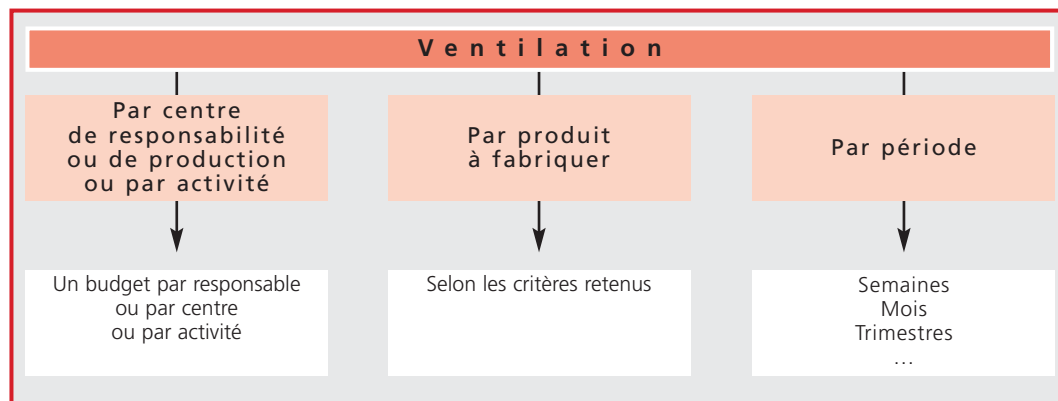 Ventilation
Par centre
de responsabilité
ou de production
ou par activité
Par produit
à fabriquer
Par période
Un budget par responsable
ou par centre
ou par activité
Selon les critères retenus
Semaines
Mois
Trimestres
…